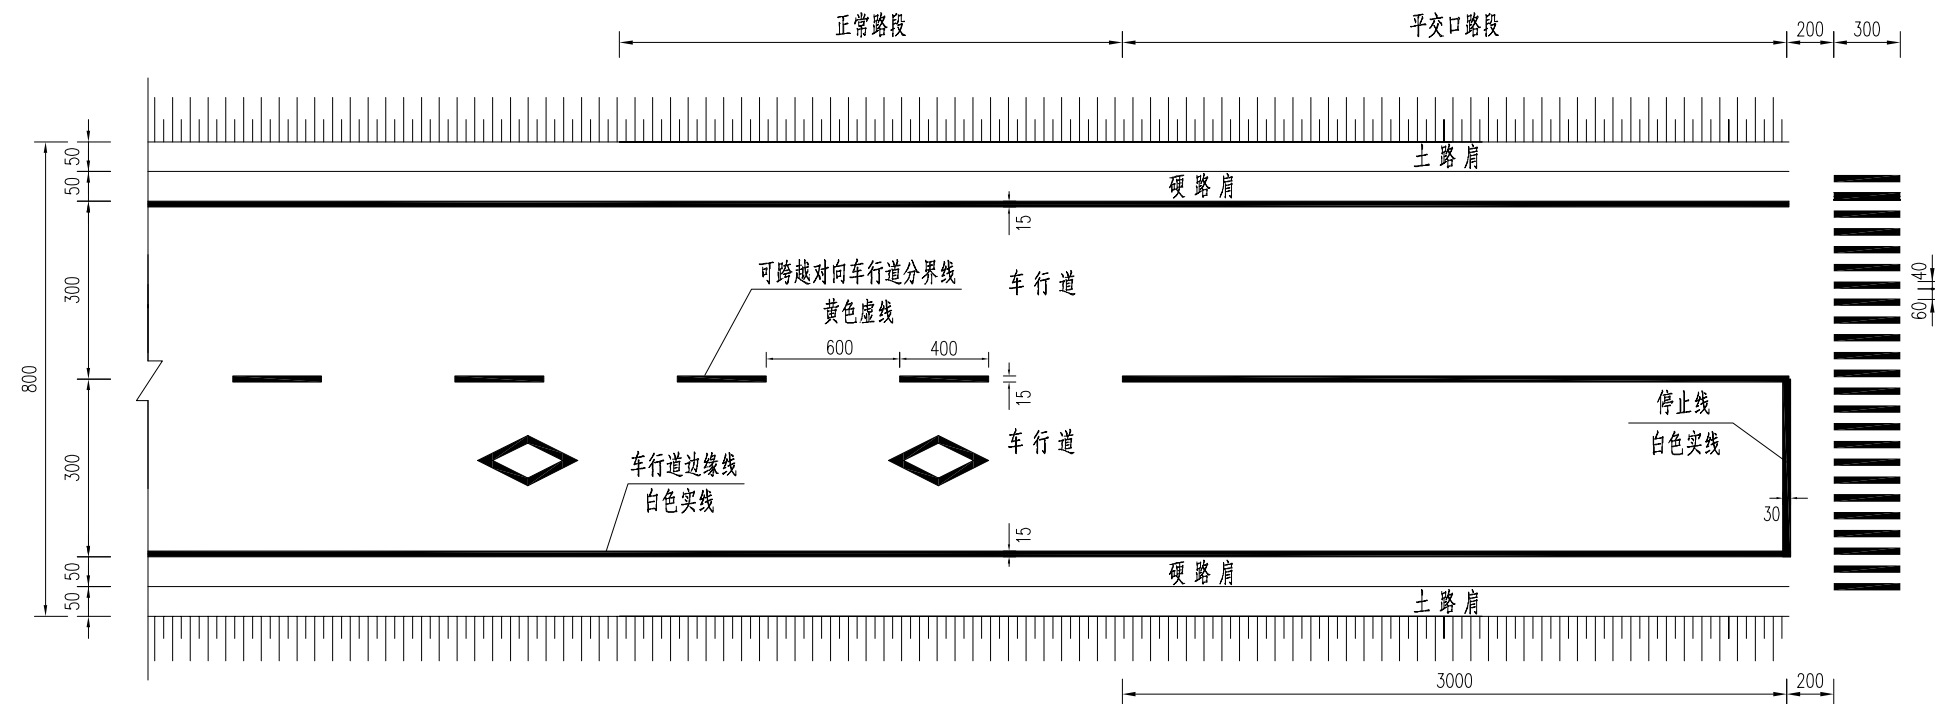 正常路段
平交口路段
200
300
50
土路肩
50
硬路肩
15
300
可跨越对向车行道分界线
黄色虚线
车行道
40
60
600
400
800
15
停止线
白色实线
车行道
300
车行道边缘线
白色实线
30
15
50
硬路肩
50
土路肩
3000
200